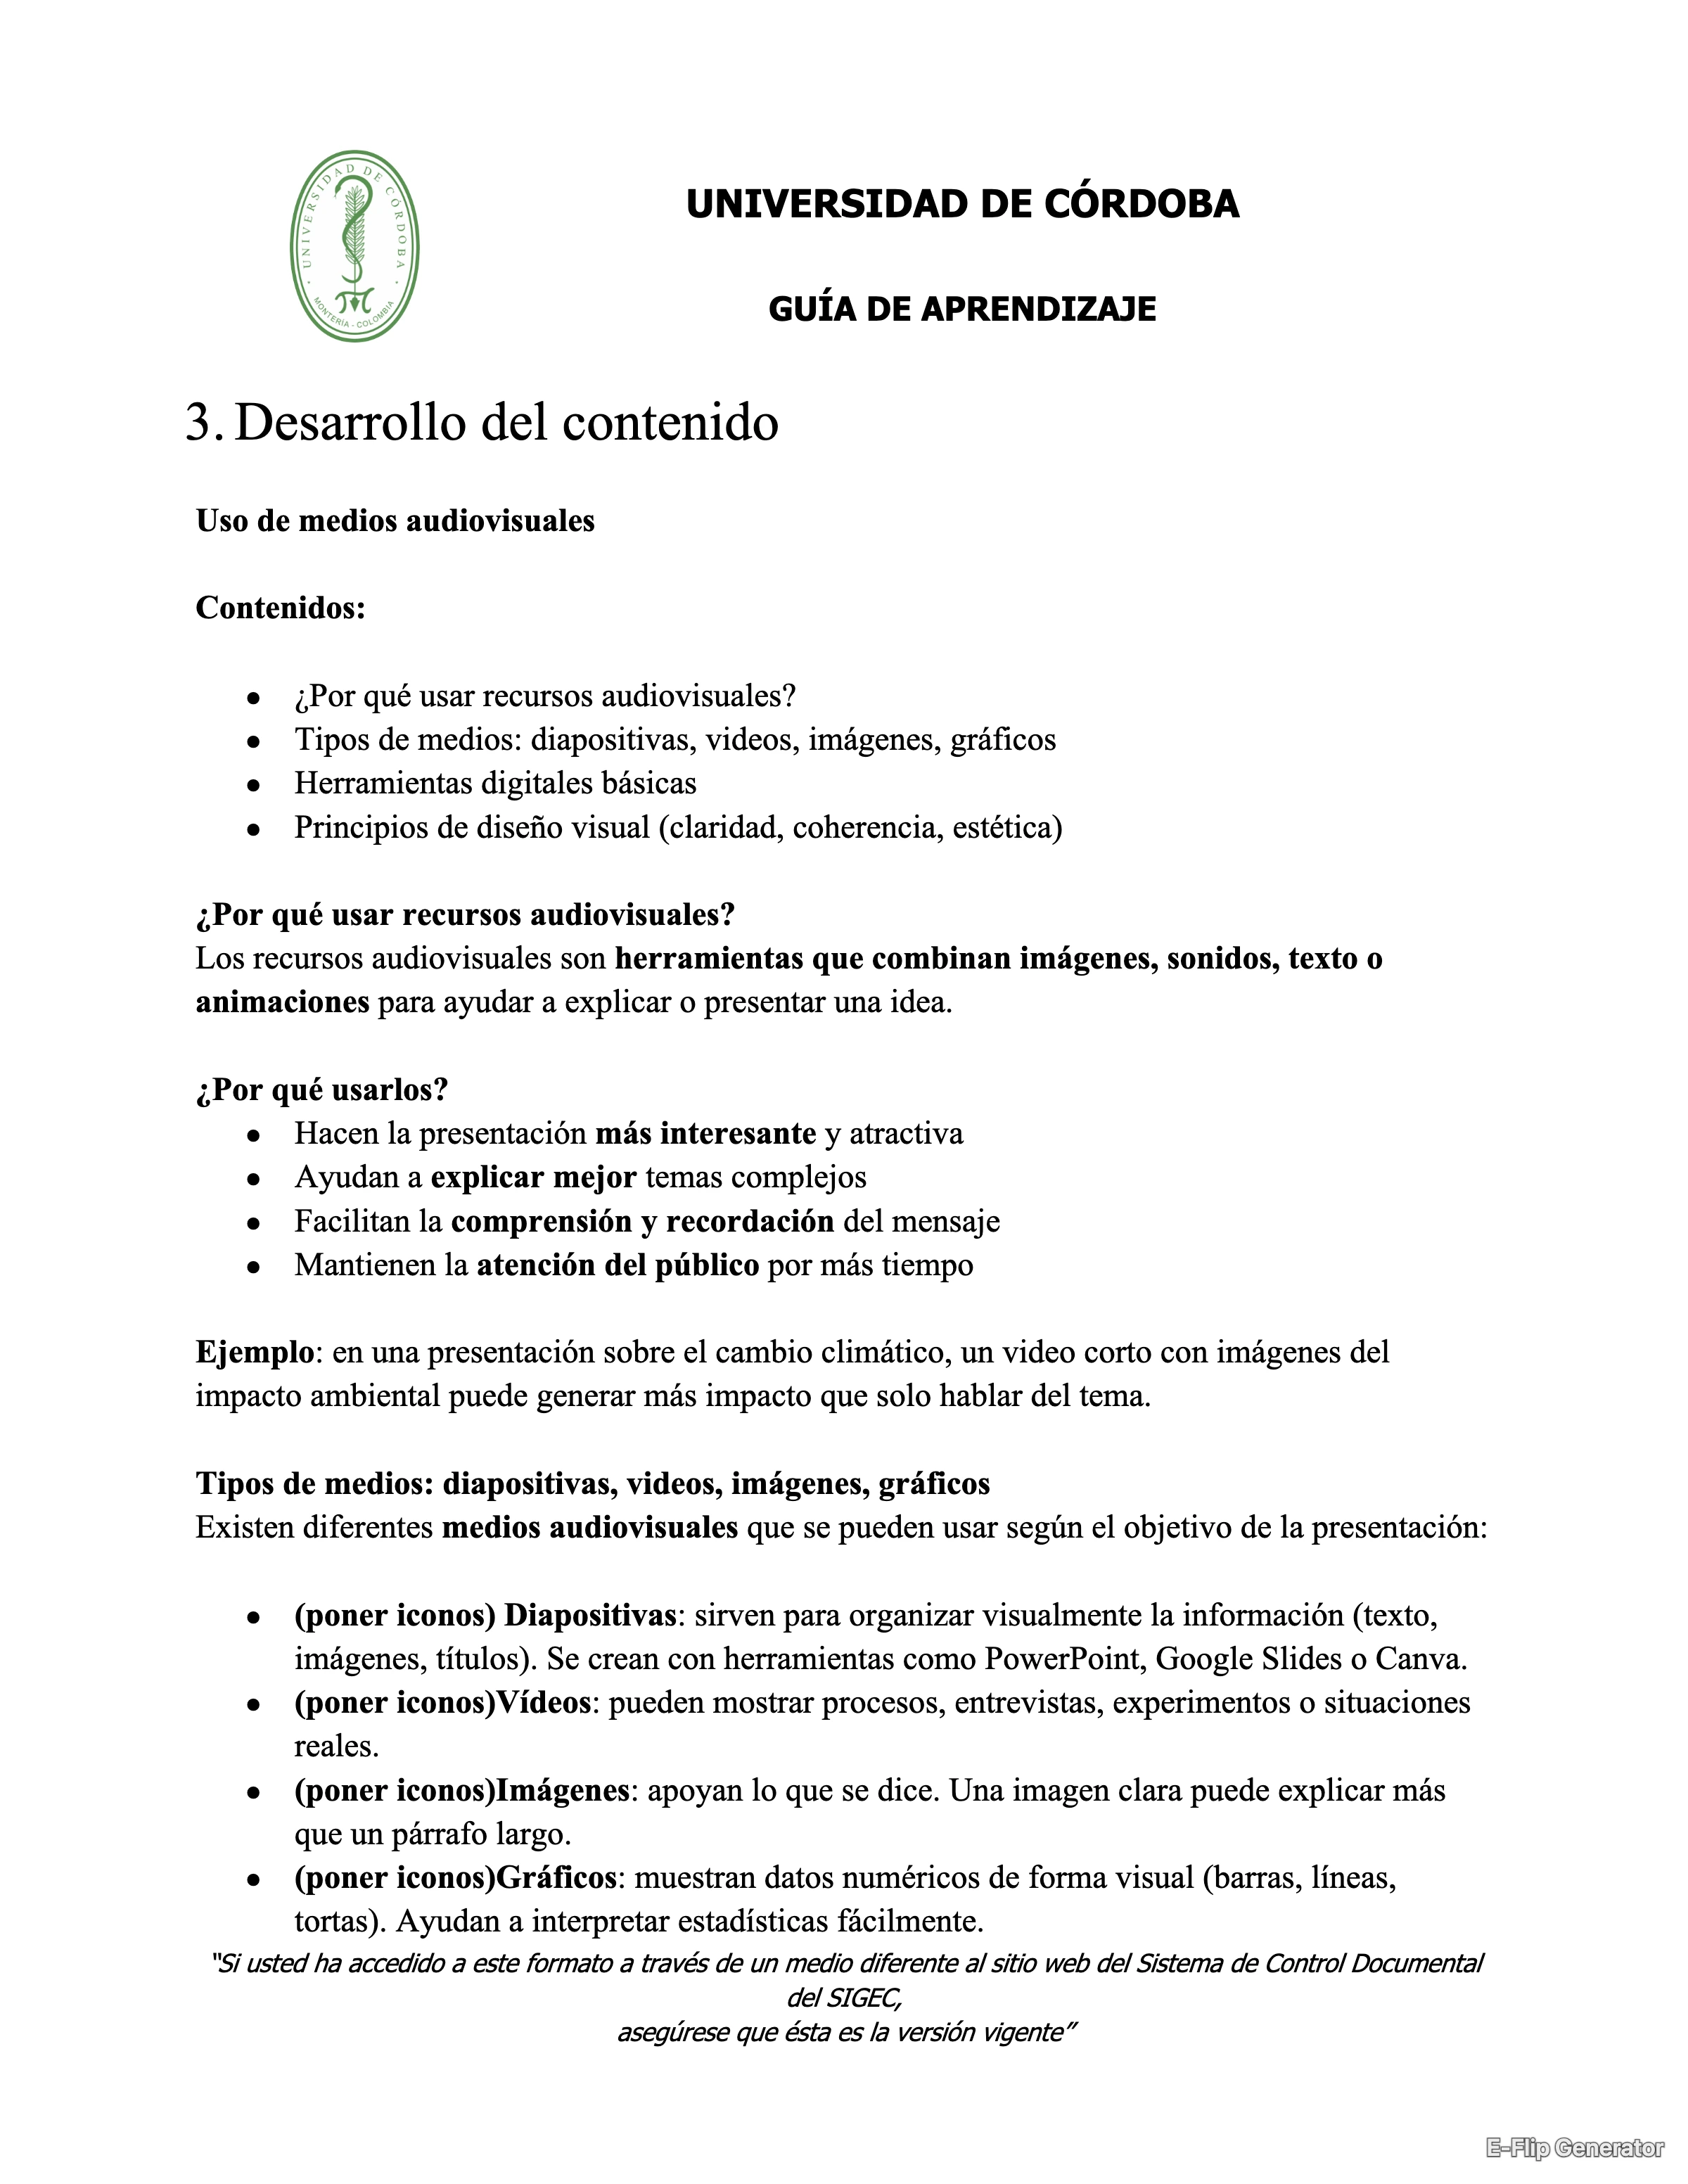 UNIVERSIDAD DE CÓRDOBA
MONTERÍA - COLOMBIA
UNIVERSIDAD DE CÓRDOBA
GUÍA DE APRENDIZAJE
3. Desarrollo del contenido
Uso de medios audiovisuales
Contenidos:
● ¿Por qué usar recursos audiovisuales?
● Tipos de medios: diapositivas, videos, imágenes, gráficos
● Herramientas digitales básicas
● Principios de diseño visual (claridad, coherencia, estética)
¿Por qué usar recursos audiovisuales?
Los recursos audiovisuales son herramientas que combinan imágenes, sonidos, texto o
animaciones para ayudar a explicar o presentar una idea.
¿Por qué usarlos?
● Hacen la presentación más interesante y atractiva
● Ayudan a explicar mejor temas complejos
● Facilitan la comprensión y recordación del mensaje
● Mantienen la atención del público por más tiempo
Ejemplo: en una presentación sobre el cambio climático, un video corto con imágenes del
impacto ambiental puede generar más impacto que solo hablar del tema.
Tipos de medios: diapositivas, videos, imágenes, gráficos
Existen diferentes medios audiovisuales que se pueden usar según el objetivo de la presentación:
● (poner iconos) Diapositivas: sirven para organizar visualmente la información (texto,
imágenes, títulos). Se crean con herramientas como PowerPoint, Google Slides o Canva.
● (poner iconos)Vídeos: pueden mostrar procesos, entrevistas, experimentos o situaciones
reales.
● (poner iconos)Imágenes: apoyan lo que se dice. Una imagen clara puede explicar más
que un párrafo largo.
● (poner iconos)Gráficos: muestran datos numéricos de forma visual (barras, líneas,
tortas). Ayudan a interpretar estadísticas fácilmente.
"Si usted ha accedido a este formato a través de un medio diferente al sitio web del Sistema de Control Documental
del SIGEC,
asegúrese que ésta es la versión vigente"
E-Flip Generator